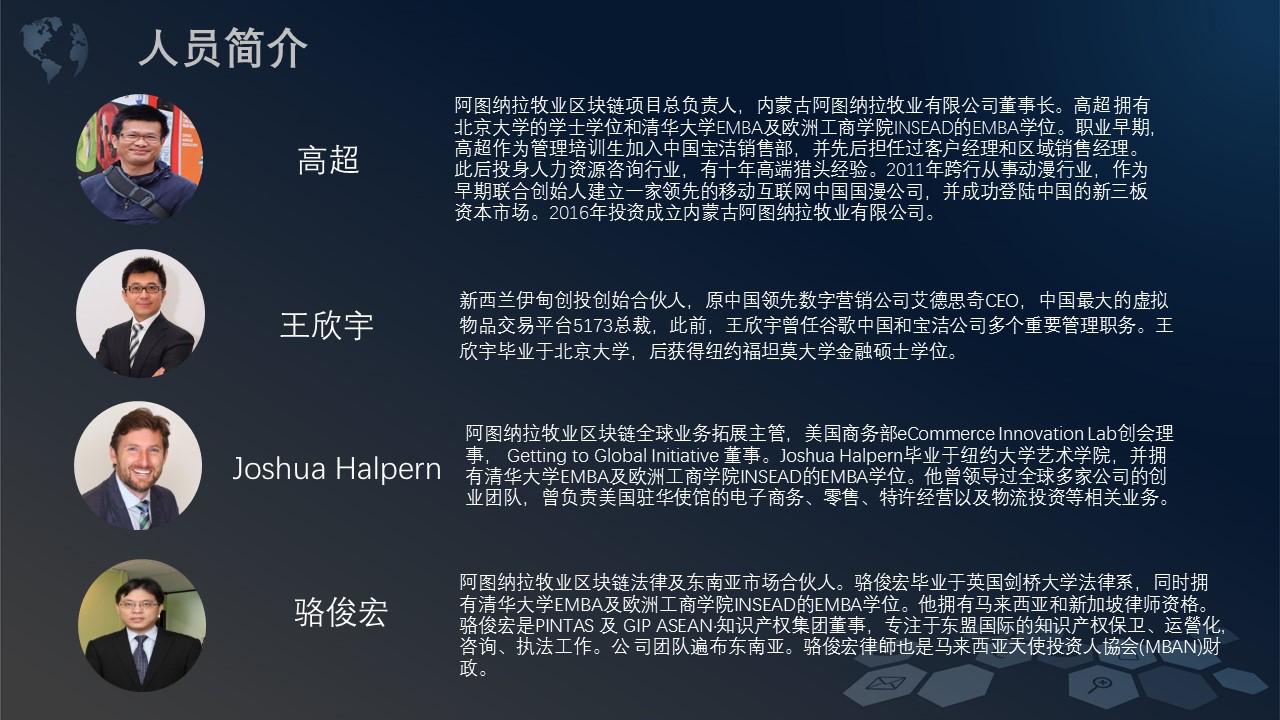 人员简介
高超
阿图纳拉牧业区块链项目总负责人，内蒙古阿图纳拉牧业有限公司董事长。高超拥有
北京大学的学士学位和清华大学EMBA及欧洲工商学院INSEAD的EMBA学位。职业早期,
高超作为管理培训生加入中国宝洁销售部，并先后担任过客户经理和区域销售经理。
此后投身人力资源咨询行业，有十年高端猎头经验。2011年跨行从事动漫行业，作为
早期联合创始人建立一家领先的移动互联网中国国漫公司，并成功登陆中国的新三板
资本市场。2016年投资成立内蒙古阿图纳拉牧业有限公司。
王欣宇
新西兰伊甸创投创始合伙人，原中国领先数字营销公司艾德思奇CEO，中国最大的虚拟
物品交易平台5173总裁，此前，王欣宇曾任谷歌中国和宝洁公司多个重要管理职务。王
欣宇毕业于北京大学，后获得纽约福坦莫大学金融硕士学位。
Joshua Halpern
阿图纳拉牧业区块链全球业务拓展主管，美国商务部eCommerce Innovation Lab创会理
事， Getting to Global Initiative 董事。Joshua Halpern毕业于纽约大学艺术学院，并拥
有清华大学EMBA及欧洲工商学院INSEAD的EMBA学位。他曾领导过全球多家公司的创
业团队，曾负责美国驻华使馆的电子商务、零售、特许经营以及物流投资等相关业务。
骆俊宏
阿图纳拉牧业区块链法律及东南亚市场合伙人。骆俊宏毕业于英国剑桥大学法律系，同时拥
有清华大学EMBA及欧洲工商学院INSEAD的EMBA学位。他拥有马来西亚和新加坡律师资格。
骆俊宏是PINTAS 及 GIP ASEAN·知识产权集团董事，专注于东盟国际的知识产权保卫、运營化,
咨询、执法工作。公司团队遍布东南亚。骆俊宏律師也是马来西亚天使投资人協会(MBAN)财
政。